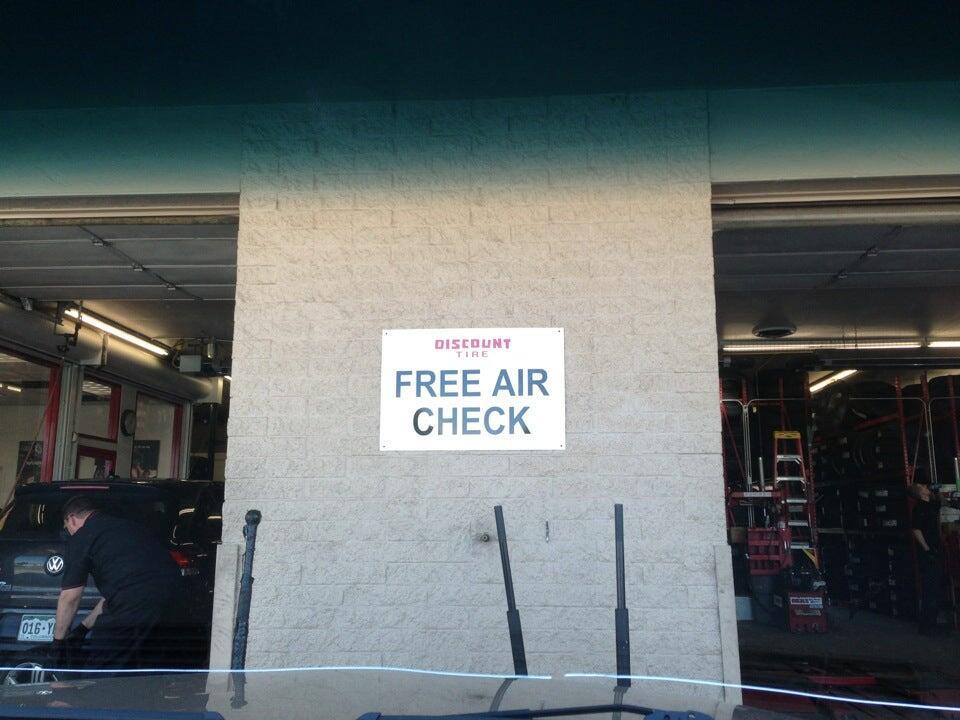 DISCOUNT
TIRE
FREE AIR
CHECK